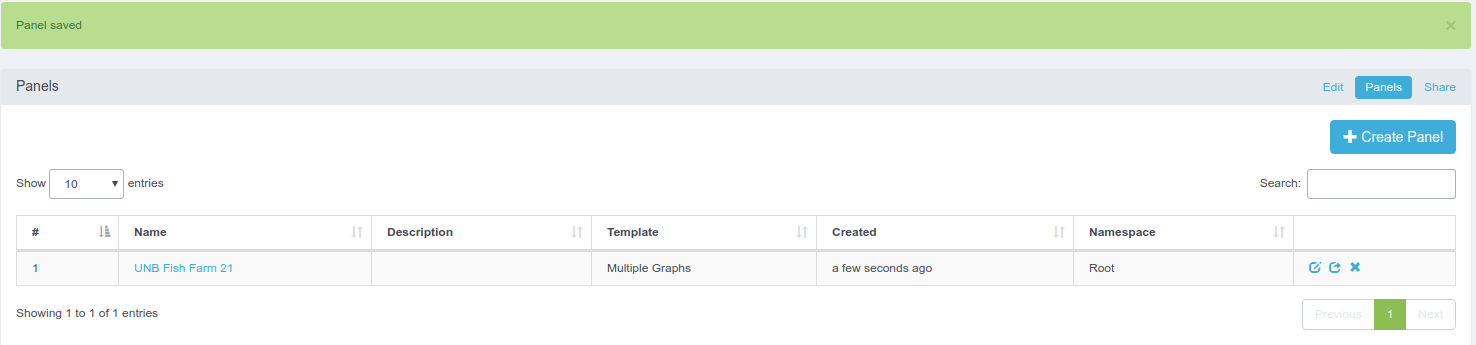 Panel saved ×
Panels Edit Panels Share
Create Panel
Show 10 entries Search:
# Name Description Template Created Namespace
1 UNB Fish Farm 21 Multiple Graphs a few seconds ago Root
Showing 1 to 1 of 1 entries Previous 1 Next